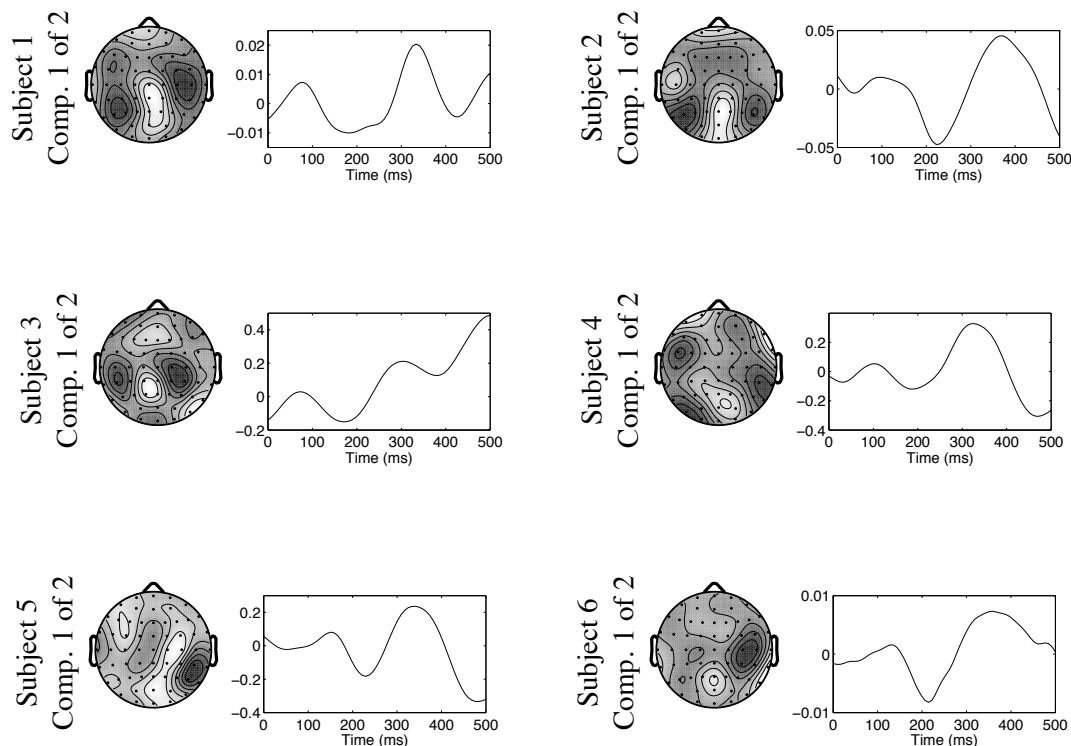 Subject 1
Comp. 1 of 2
0.02
0.01
0
−0.01
0 100 200 300 400 500
Time (ms)
Subject 2
Comp. 1 of 2
0.05
0
−0.05
0 100 200 300 400 500
Time (ms)
Subject 3
Comp. 1 of 2
0.4
0.2
0
−0.2
0 100 200 300 400 500
Time (ms)
Subject 4
Comp. 1 of 2
0.2
0
−0.2
−0.4
0 100 200 300 400 500
Time (ms)
Subject 5
Comp. 1 of 2
0.2
0
−0.2
−0.4
0 100 200 300 400 500
Time (ms)
Subject 6
Comp. 1 of 2
0.01
0
−0.01
0 100 200 300 400 500
Time (ms)